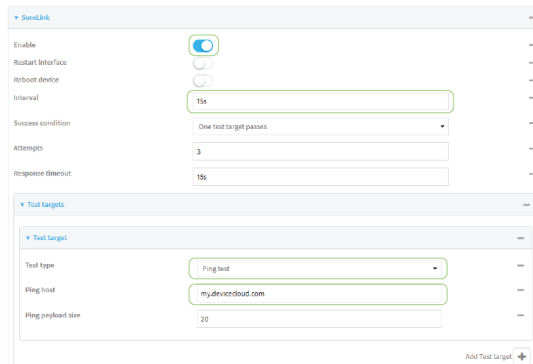 SureLink
Enable
Restart interface
Reboot device
Interval
15s
Success condition
One test target passes
Attempts
3
Response timeout
15s
Test targets
Test target
Test type
Ping test
Ping host
my.devicecloud.com
Ping payload size
20
Add Test target